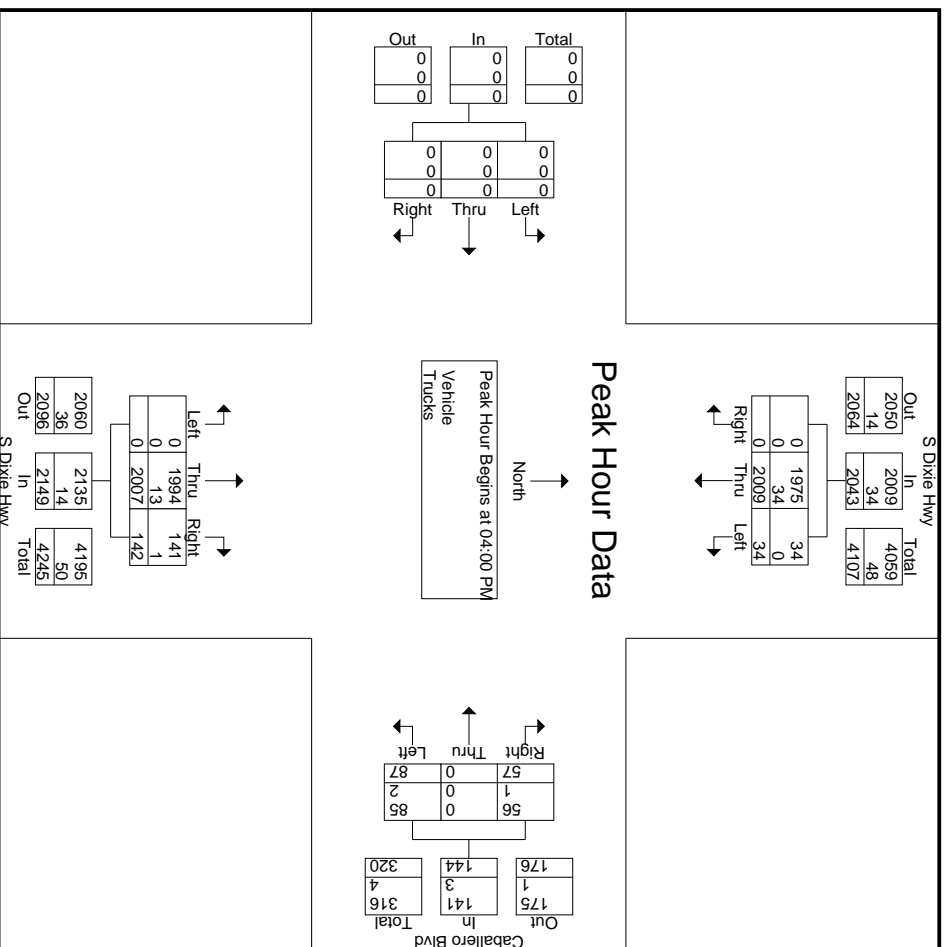 Out In Total
0 0 0
0 0 0
0 0 0
0 0 0
0 0 0
0 0 0
Right Thru Left
S Dixie Hwy
Out In Total
2050 2009 4059
14 34 48
2064 2043 4107
0 1975 34
0 34 0
0 2009 34
Right Thru Left
Peak Hour Data
North
Peak Hour Begins at 04:00 PM
Vehicle
Trucks
Left Thru Right
0 1994 141
0 13 1
0 2007 142
2060 2135 4195
36 14 50
2096 2149 4245
Out In Total
S Dixie Hwy
Caballero Blvd
Out In Total
175 141 316
1 3 4
176 144 320
56 0 85
1 0 2
57 0 87
Right Thru Left